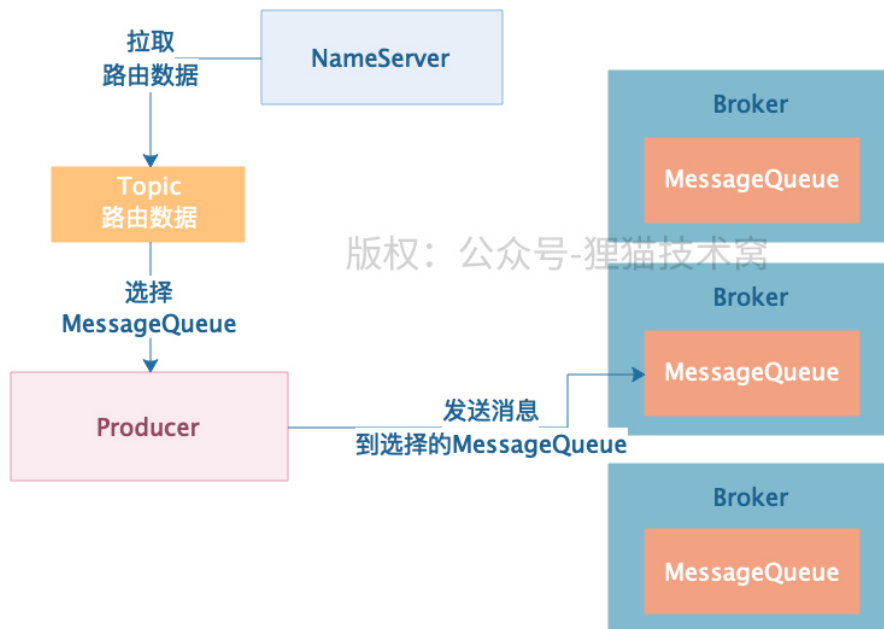 拉取
路由数据
NameServer
Broker
MessageQueue
Topic
路由数据
版权：公众号-狸猫技术窝
选择
MessageQueue
Broker
MessageQueue
Producer
发送消息
到选择的MessageQueue
Broker
MessageQueue